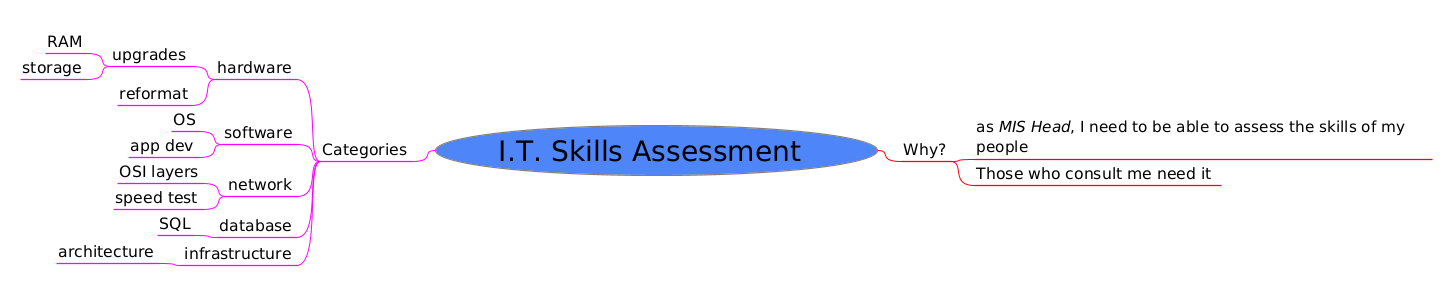 I.T. Skills Assessment
Why?
as MIS Head, I need to be able to assess the skills of my
people
Those who consult me need it
Categories
hardware
upgrades
RAM
storage
reformat
software
OS
app dev
network
OSI layers
speed test
database
SQL
infrastructure
architecture